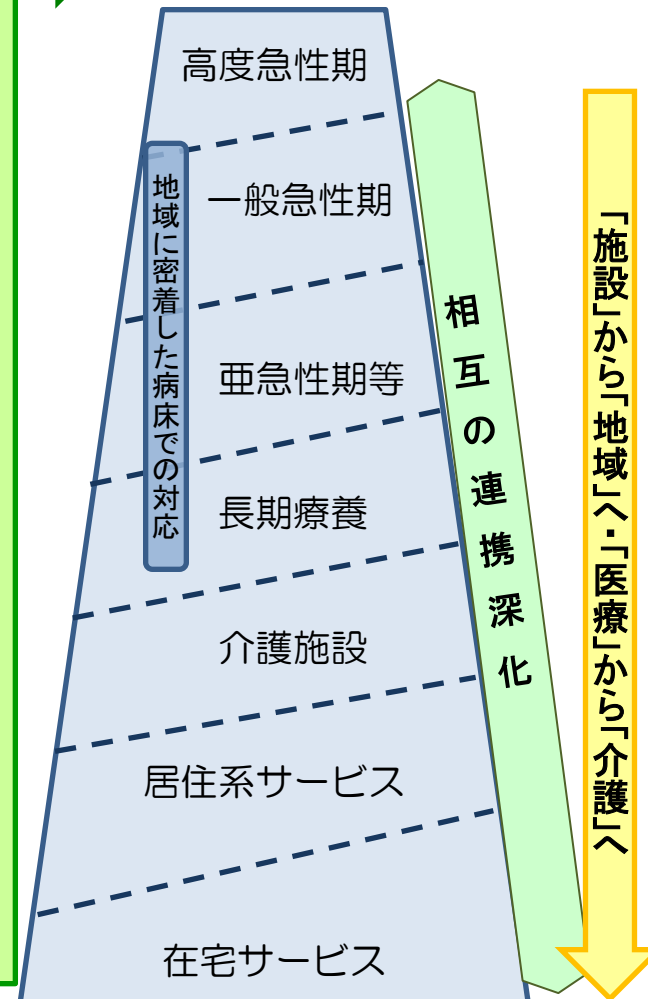 高度急性期
一般急性期
地域に密着した病床での対応
亜急性期等
長期療養
介護施設
居住系サービス
在宅サービス
相互の連携深化
「施設」から「地域」へ・「医療」から「介護」へ